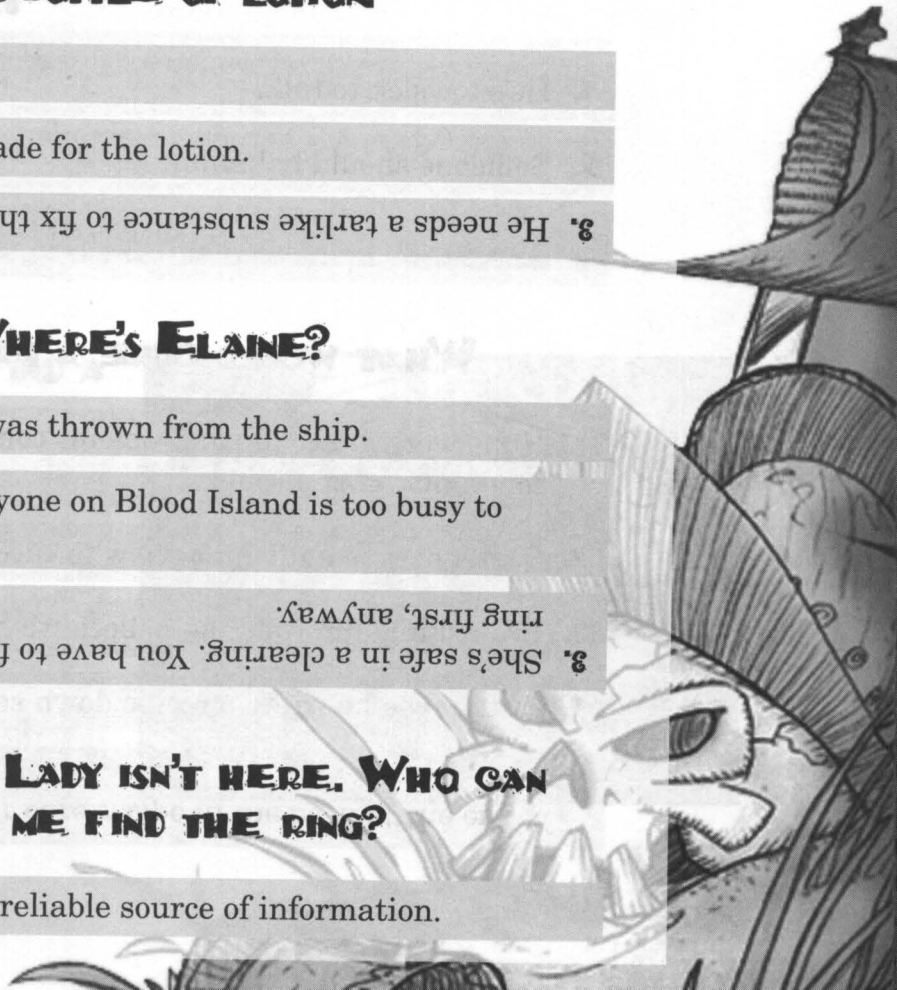 ade for the lotion.
3. He needs a tarlike substance to fix th
HERE'S ELAINE?
was thrown from the ship.
yone on Blood Island is too busy to
3. She's safe in a clearing. You have to f
ring first, anyway.
LADY ISN'T HERE. WHO CAN
ME FIND THE RING?
reliable source of information.